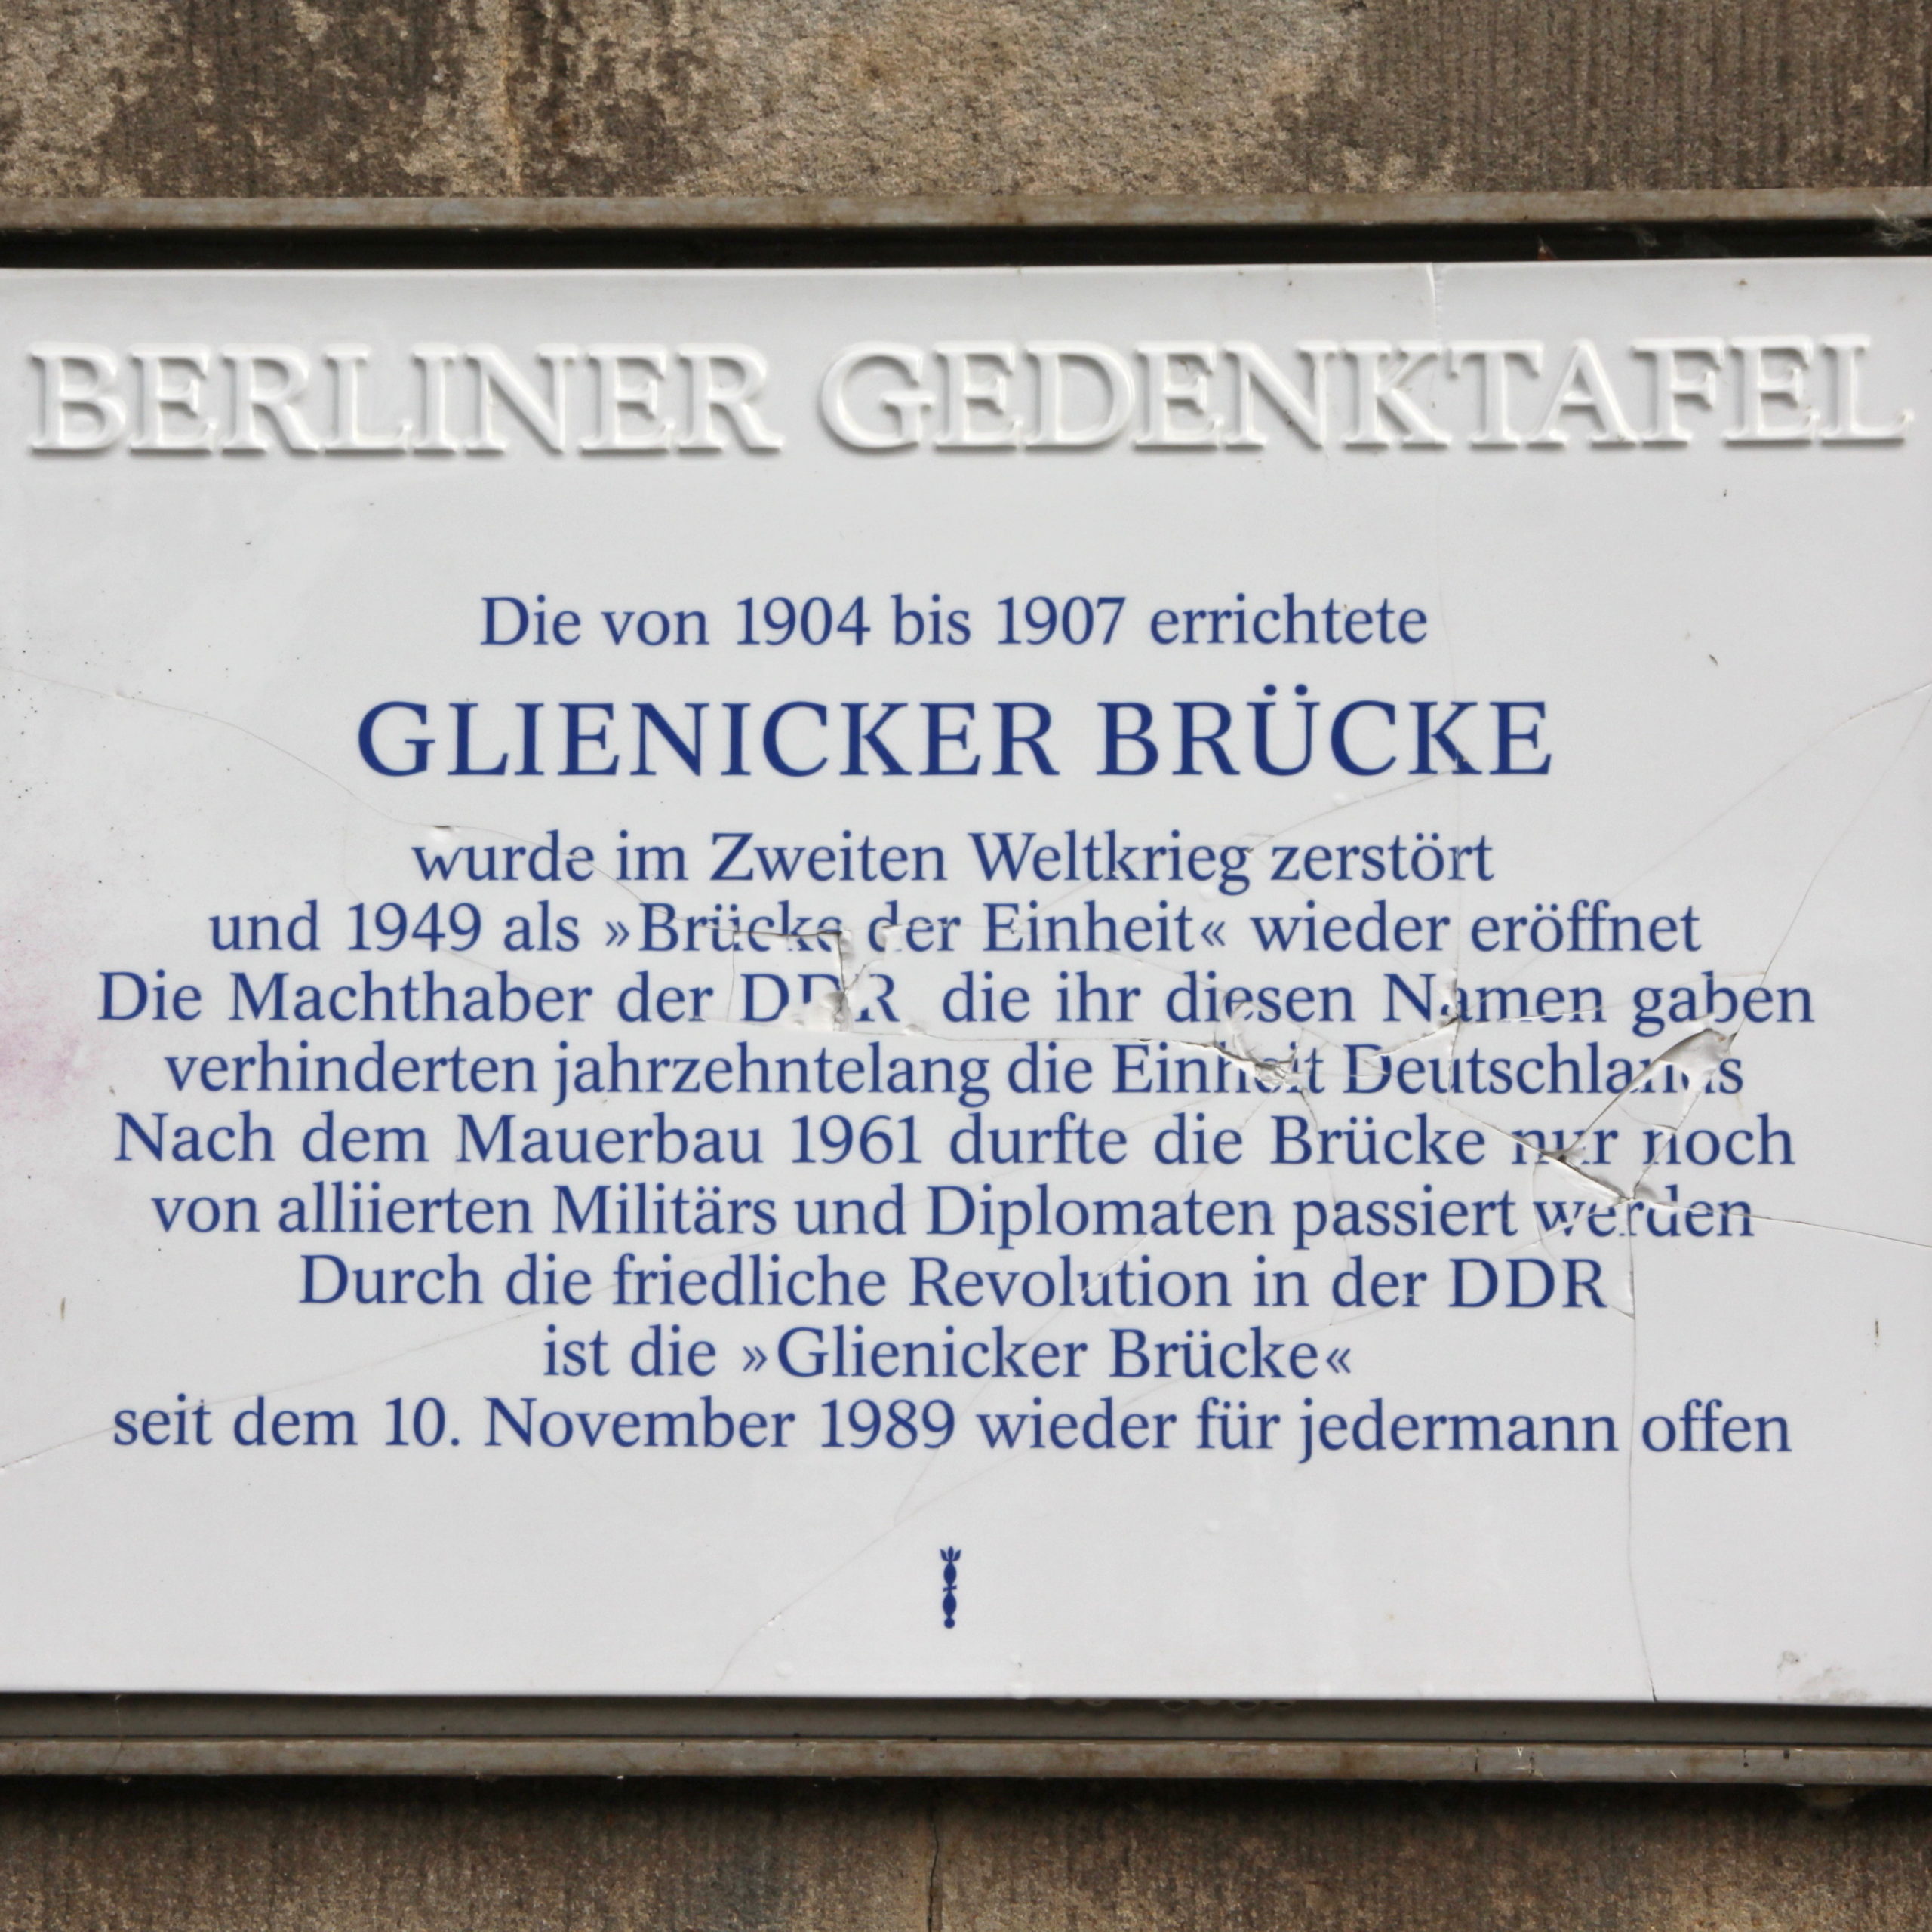 BERLINER GEDENKTAFEL
Die von 1904 bis 1907 errichtete
GLIENICKER BRÜCKE
wurde im Zweiten Weltkrieg zerstört
und 1949 als »Brücke der Einheit« wieder eröffnet
Die Machthaber der DDR die ihr diesen Namen gaben
verhinderten jahrzehntelang die Einheit Deutschlands
Nach dem Mauerbau 1961 durfte die Brücke nur noch
von alliierten Militärs und Diplomaten passiert werden
Durch die friedliche Revolution in der DDR
ist die »Glienicker Brücke«
seit dem 10. November 1989 wieder für jedermann offen